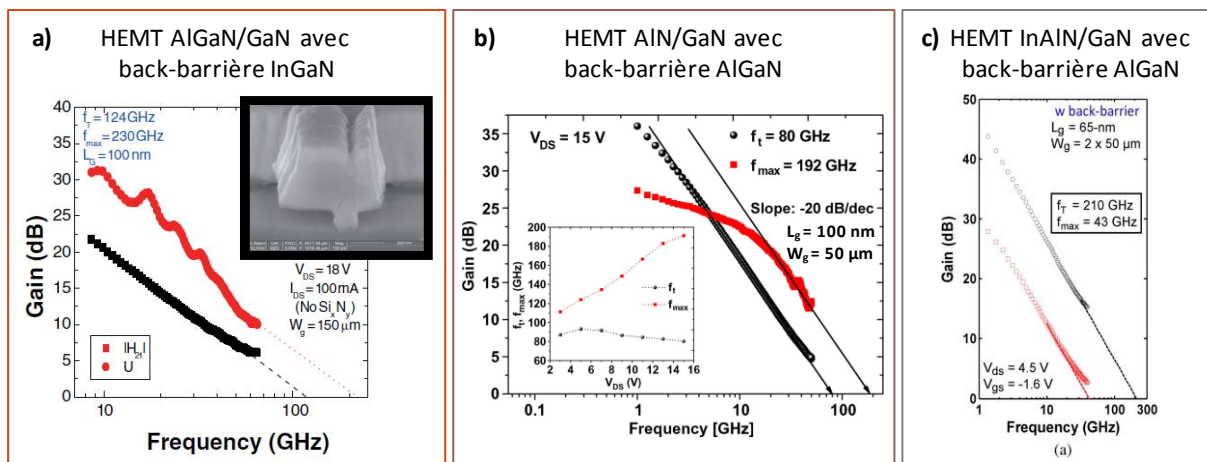 a) HEMT AlGaN/GaN avec
back-barrière InGaN
40
35
30
25
20
15
10
5
0
Gain (dB)
f_T = 124GHz
f_max = 230GHz
L_G = 100 nm
V_DS = 18 V
I_DS = 100mA
(No Si_xN_y)
W_g = 150 µm
|H_21|
U
10
100
Frequency (GHz)
b) HEMT AlN/GaN avec
back-barrière AlGaN
35
30
25
20
15
10
5
0
Gain (dB)
V_DS = 15 V
f_t = 80 GHz
f_max = 192 GHz
Slope: -20 dB/dec
L_g = 100 nm
W_g = 50 µm
200
180
160
140
120
100
80
60
f_t, f_max (GHz)
f_t
f_max
2 4 6 8 10 12 14 16
V_DS (V)
0.1 1 10 100
Frequency [GHz]
c) HEMT InAlN/GaN avec
back-barrière AlGaN
50
40
30
20
10
0
Gain (dB)
w back-barrier
L_g = 65-nm
W_g = 2 x 50 µm
f_T = 210 GHz
f_max = 43 GHz
V_ds = 4.5 V
V_gs = -1.6 V
1 10 100 300
Frequency (GHz)
(a)